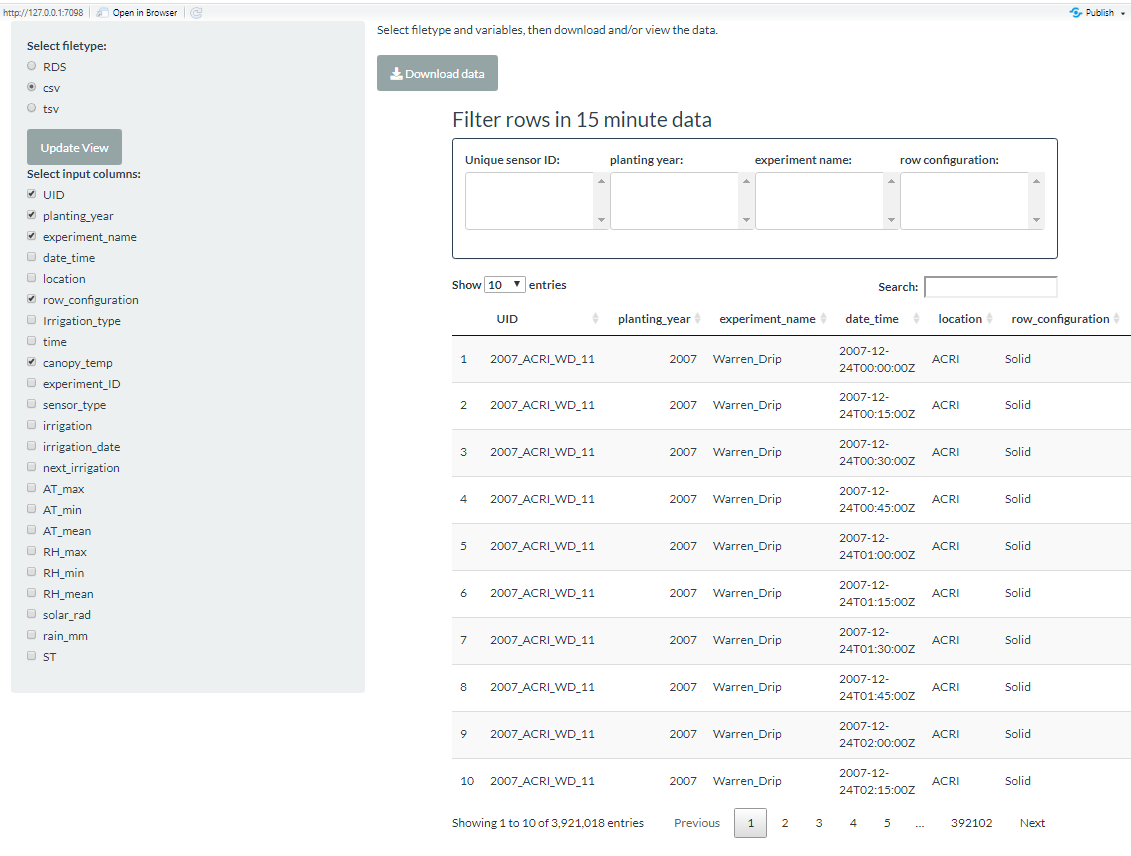 http://127.0.0.1:7098 Open in Browser Publish
Select filetype:
RDS
csv
tsv
Update View
Select input columns:
UID
planting_year
experiment_name
date_time
location
row_configuration
Irrigation_type
time
canopy_temp
experiment_ID
sensor_type
irrigation
irrigation_date
next_irrigation
AT_max
AT_min
AT_mean
RH_max
RH_min
RH_mean
solar_rad
rain_mm
ST
Select filetype and variables, then download and/or view the data.
Download data
Filter rows in 15 minute data
Unique sensor ID: planting year: experiment name: row configuration:
Show 10 entries Search:
UID planting_year experiment_name date_time location row_configuration
1 2007_ACRI_WD_11 2007 Warren_Drip 2007-12-24T00:00:00Z ACRI Solid
2 2007_ACRI_WD_11 2007 Warren_Drip 2007-12-24T00:15:00Z ACRI Solid
3 2007_ACRI_WD_11 2007 Warren_Drip 2007-12-24T00:30:00Z ACRI Solid
4 2007_ACRI_WD_11 2007 Warren_Drip 2007-12-24T00:45:00Z ACRI Solid
5 2007_ACRI_WD_11 2007 Warren_Drip 2007-12-24T01:00:00Z ACRI Solid
6 2007_ACRI_WD_11 2007 Warren_Drip 2007-12-24T01:15:00Z ACRI Solid
7 2007_ACRI_WD_11 2007 Warren_Drip 2007-12-24T01:30:00Z ACRI Solid
8 2007_ACRI_WD_11 2007 Warren_Drip 2007-12-24T01:45:00Z ACRI Solid
9 2007_ACRI_WD_11 2007 Warren_Drip 2007-12-24T02:00:00Z ACRI Solid
10 2007_ACRI_WD_11 2007 Warren_Drip 2007-12-24T02:15:00Z ACRI Solid
Showing 1 to 10 of 3,921,018 entries Previous 1 2 3 4 5 ... 392102 Next